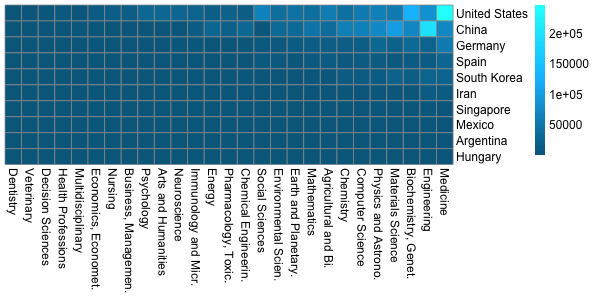 United States
China
Germany
Spain
South Korea
Iran
Singapore
Mexico
Argentina
Hungary
2e+05
150000
1e+05
50000
Dentistry
Veterinary
Decision Sciences
Health Professions
Multidisciplinary
Economics, Economet.
Nursing
Business, Managemen.
Psychology
Arts and Humanities
Neuroscience
Immunology and Micr.
Energy
Pharmacology, Toxic.
Chemical Engineerin.
Social Sciences
Environmental Scien.
Earth and Planetary.
Mathematics
Agricultural and Bi.
Chemistry
Computer Science
Physics and Astrono.
Materials Science
Biochemistry, Genet.
Engineering
Medicine